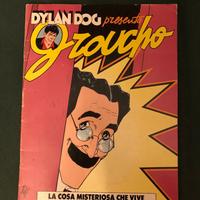 DYLAN DOG presenta
Groucho
LA COSA MISTERIOSA CHE VIVE